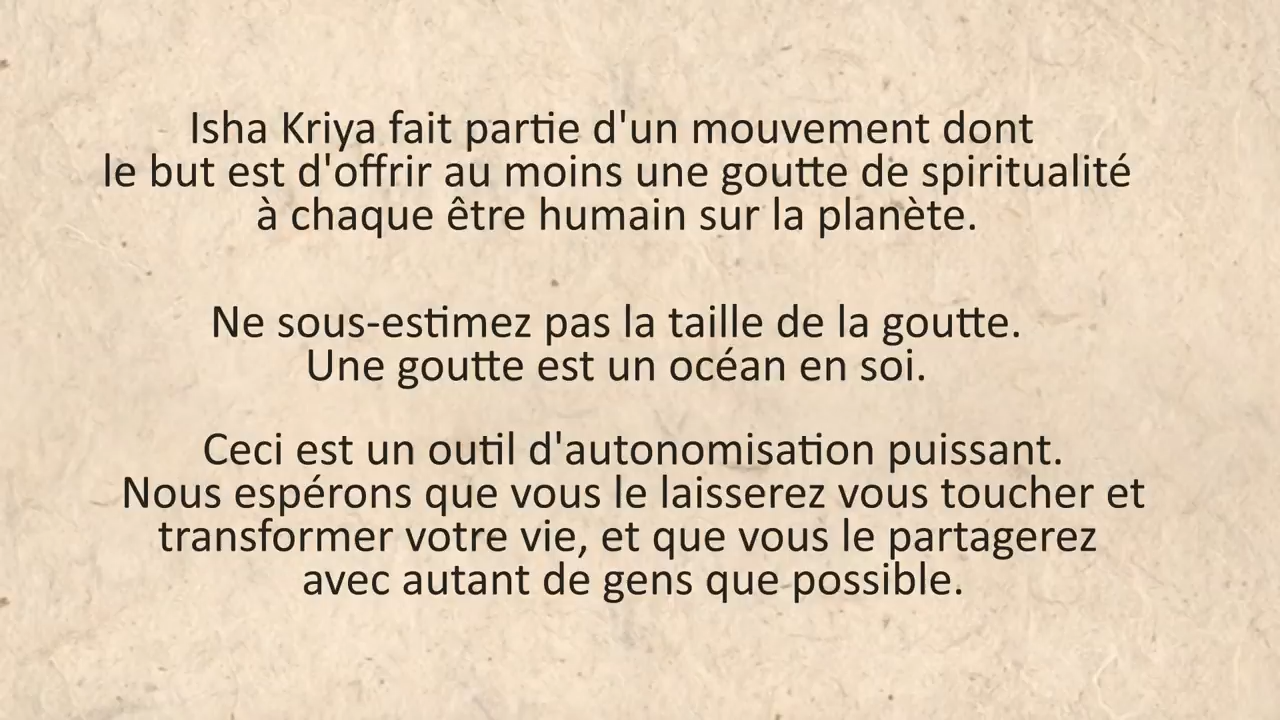 Isha Kriya fait partie d'un mouvement dont
le but est d'offrir au moins une goutte de spiritualité
à chaque être humain sur la planète.
Ne sous-estimez pas la taille de la goutte.
Une goutte est un océan en soi.
Ceci est un outil d'autonomisation puissant.
Nous espérons que vous le laisserez vous toucher et
transformer votre vie, et que vous le partagerez
avec autant de gens que possible.